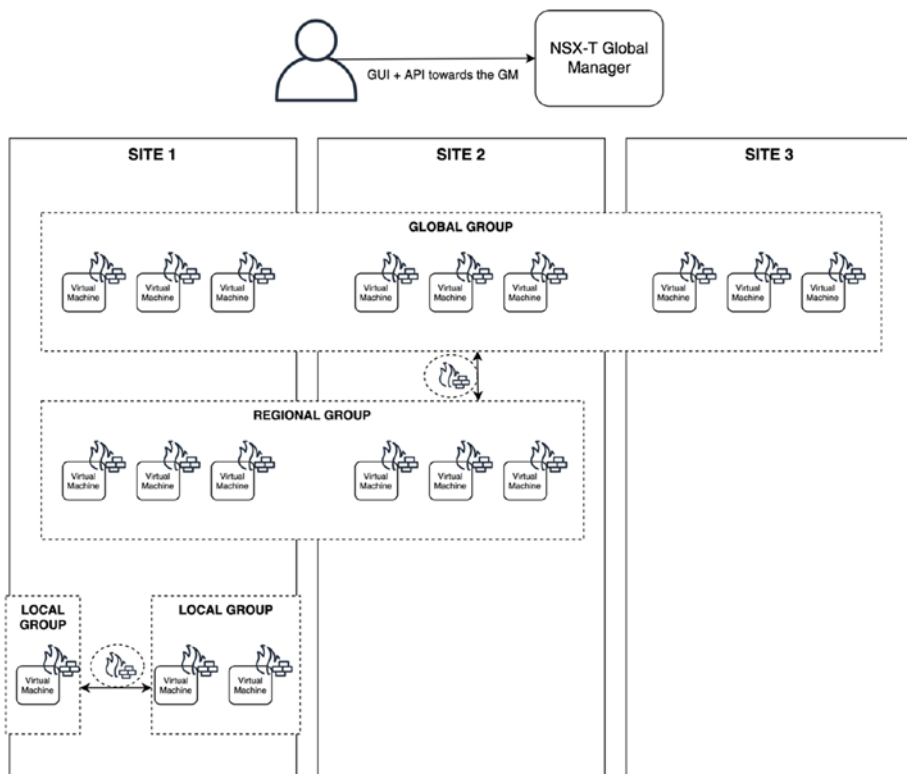 NSX-T Global
Manager
GUI + API towards the GM
SITE 1
SITE 2
SITE 3
GLOBAL GROUP
Virtual
Machine
Virtual
Machine
Virtual
Machine
Virtual
Machine
Virtual
Machine
Virtual
Machine
Virtual
Machine
Virtual
Machine
Virtual
Machine
REGIONAL GROUP
Virtual
Machine
Virtual
Machine
Virtual
Machine
Virtual
Machine
Virtual
Machine
Virtual
Machine
LOCAL
GROUP
Virtual
Machine
LOCAL GROUP
Virtual
Machine
Virtual
Machine